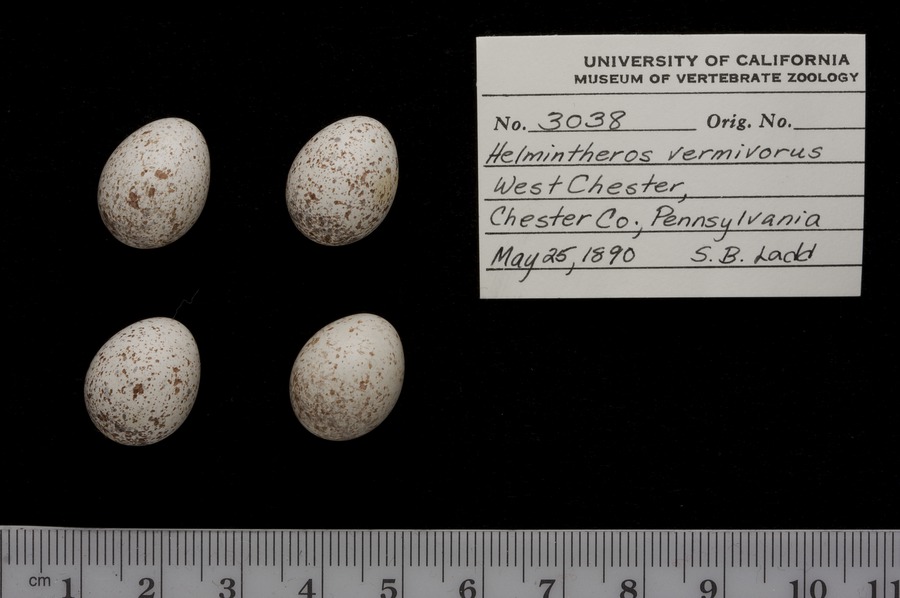 UNIVERSITY OF CALIFORNIA
MUSEUM OF VERTEBRATE ZOOLOGY
No. 3038 Orig. No.
Helmintheros vermivorus
West Chester,
Chester Co., Pennsylvania
May 25, 1890 S. B. Ladd
cm 1 2 3 4 5 6 7 8 9 10 11